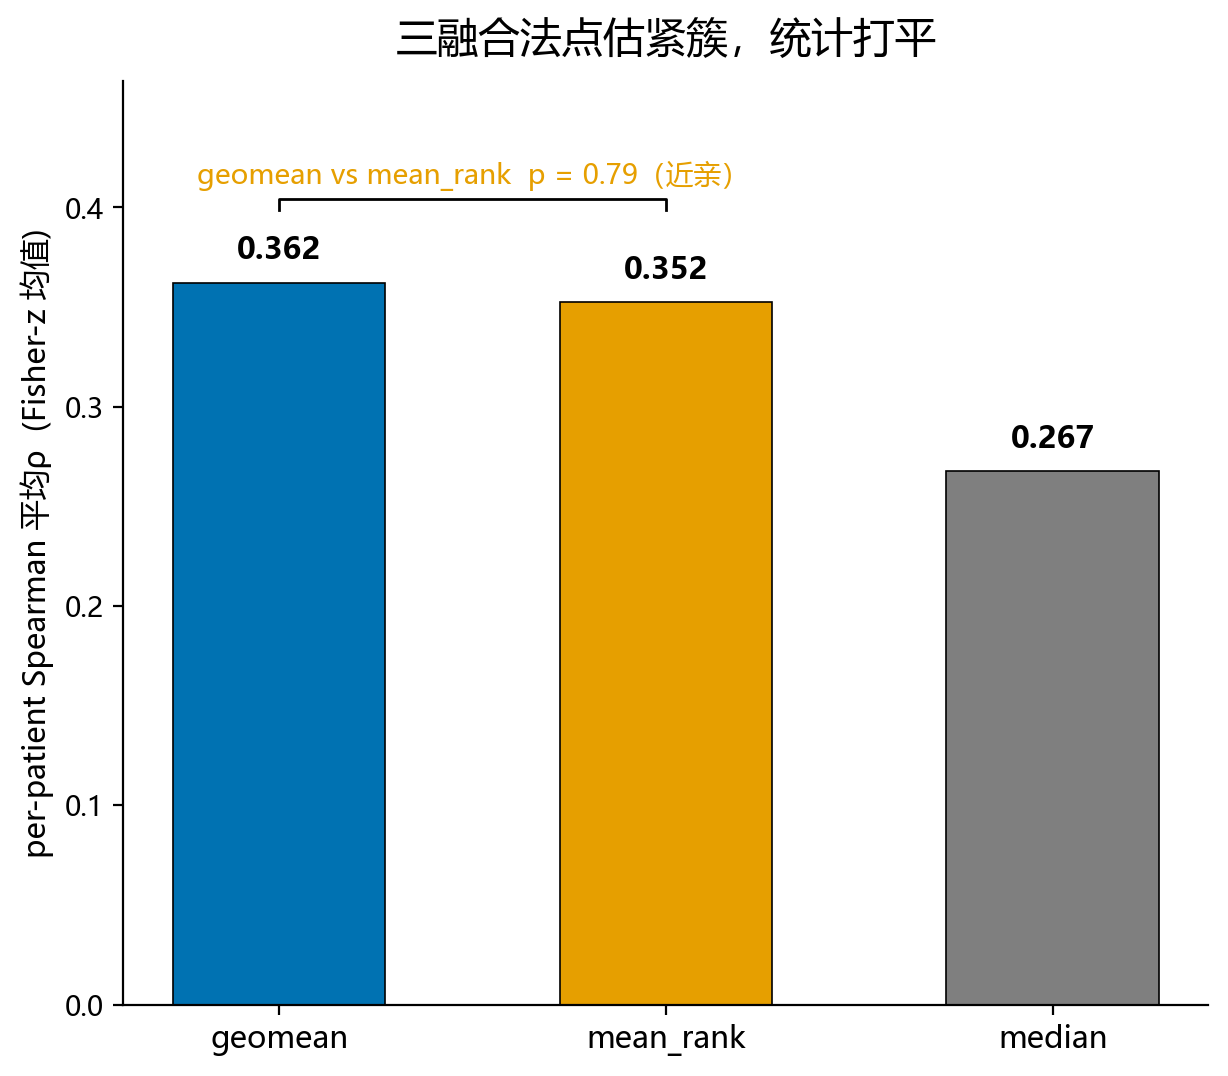 三融合法点估紧簇，统计打平
geomean vs mean_rank p = 0.79（近亲）
0.362
0.352
0.267
per-patient Spearman 平均ρ（Fisher-z 均值）
0.4
0.3
0.2
0.1
0.0
geomean
mean_rank
median